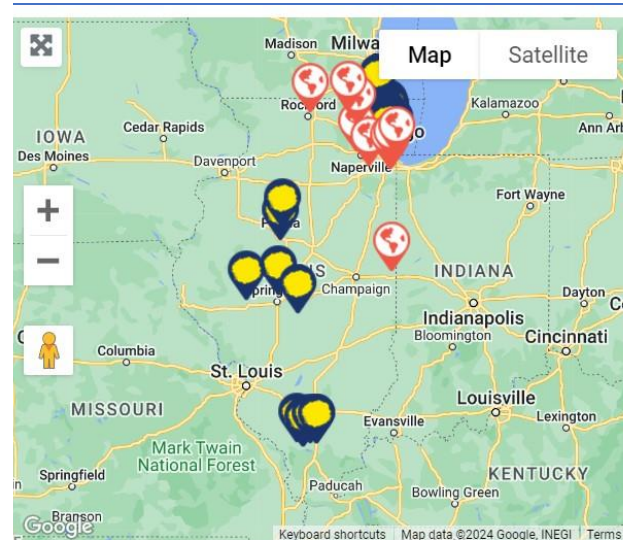 Madison
Milwa
Map
Satellite
Rockford
Kalamazoo
IOWA
Cedar Rapids
Ann Arb
Des Moines
Davenport
Naperville
Fort Wayne
+
−
INDIANA
Champaign
Dayton
Indianapolis
Bloomington
Cincinnati
Columbia
St. Louis
MISSOURI
Louisville
Evansville
Lexington
Mark Twain
National Forest
Springfield
Paducah
KENTUCKY
Bowling Green
Branson
Google
Keyboard shortcuts
Map data ©2024 Google, INEGI
Terms